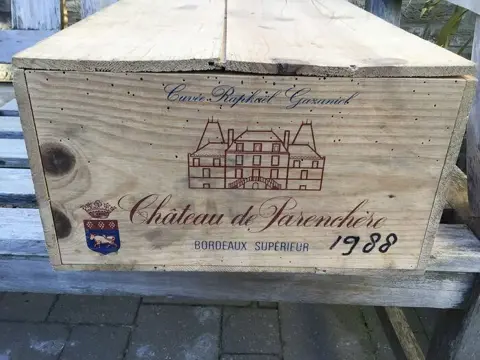 Cuvée Raphaël Gazaniol
Château de Parenchère
BORDEAUX SUPÉRIEUR 1988